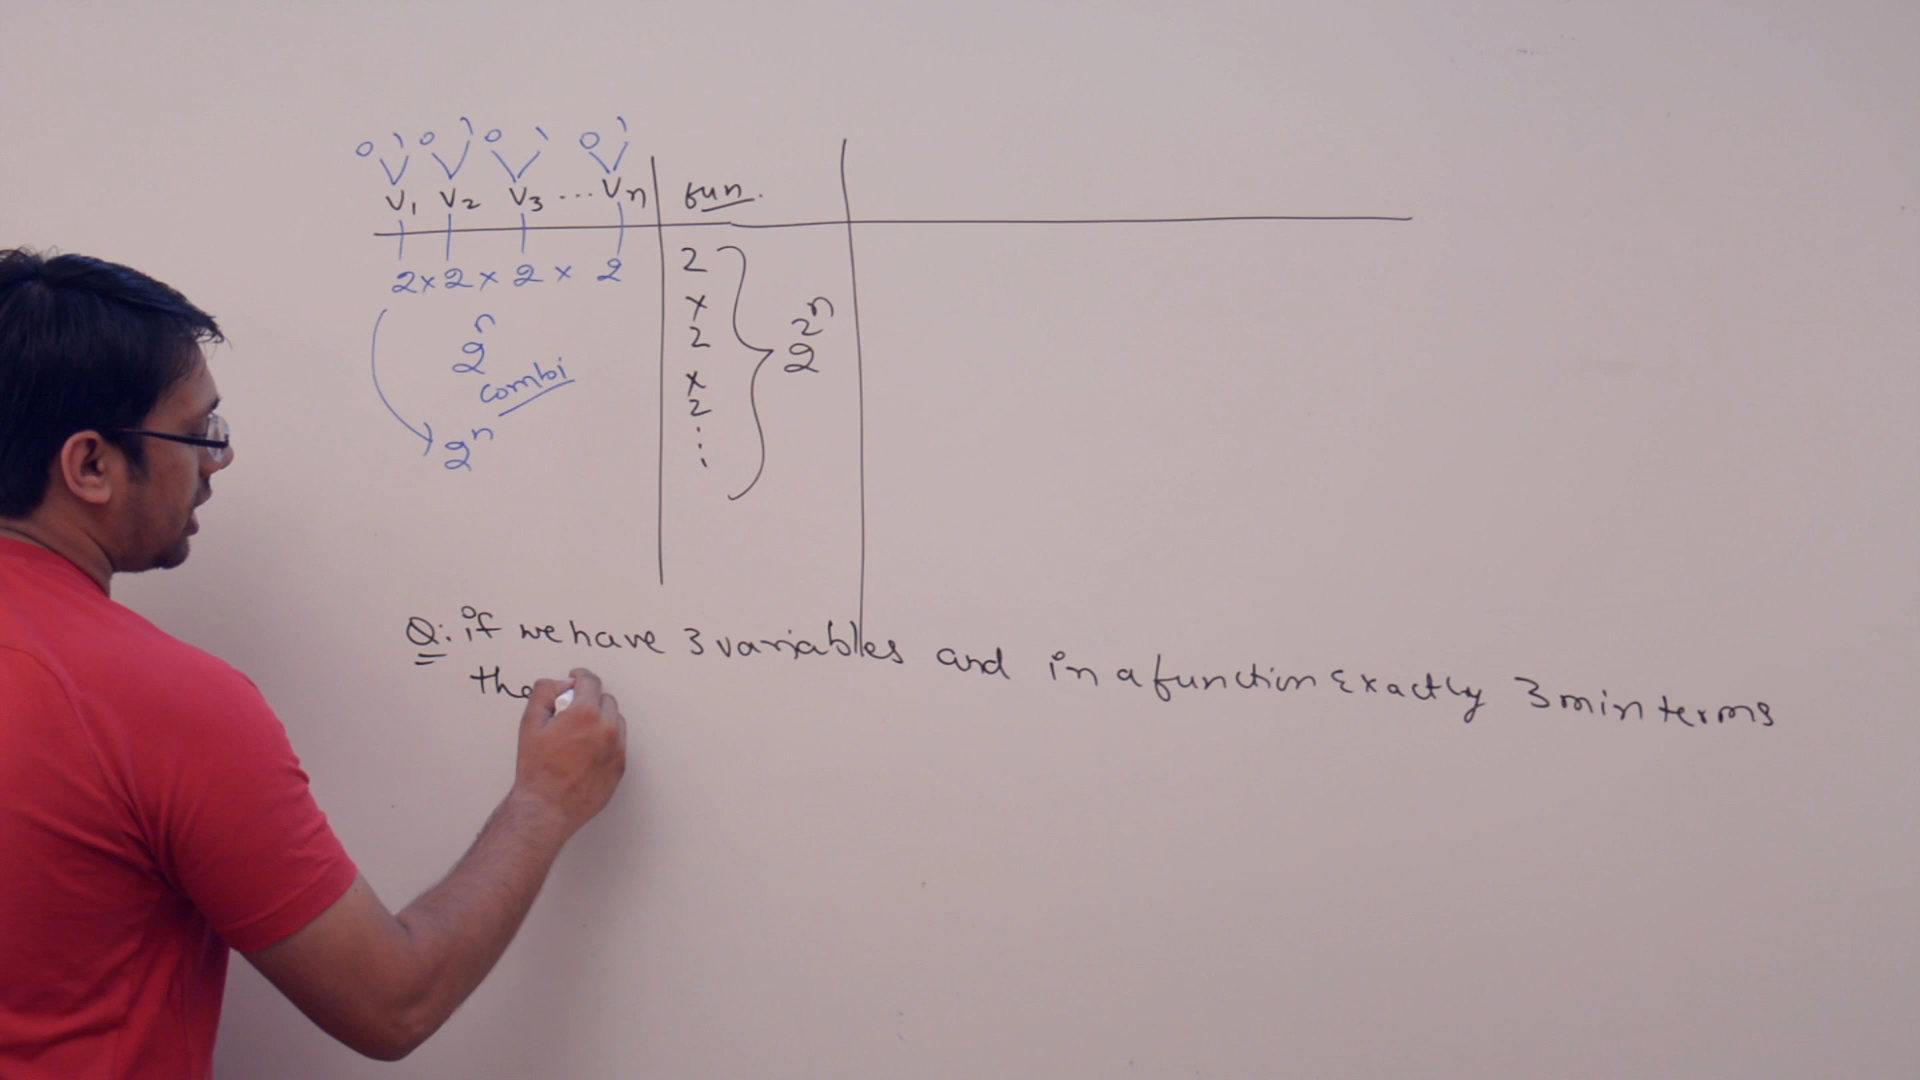 0 1 0 1 0 1 0 1
V1 V2 V3 ... Vn fun.
2 x 2 x 2 x 2
2^n
combi
2^n
2
x
2
x
2
⋮
2^2^n
Q: if we have 3 variables and in a function Exactly 3 min terms
the